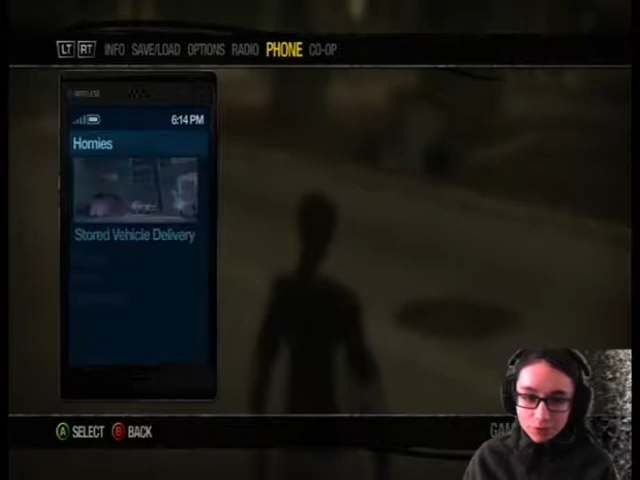 LT RT INFO SAVE/LOAD OPTIONS RADIO PHONE CO-OP
6:14 PM
Homies
Stored Vehicle Delivery
A SELECT B BACK